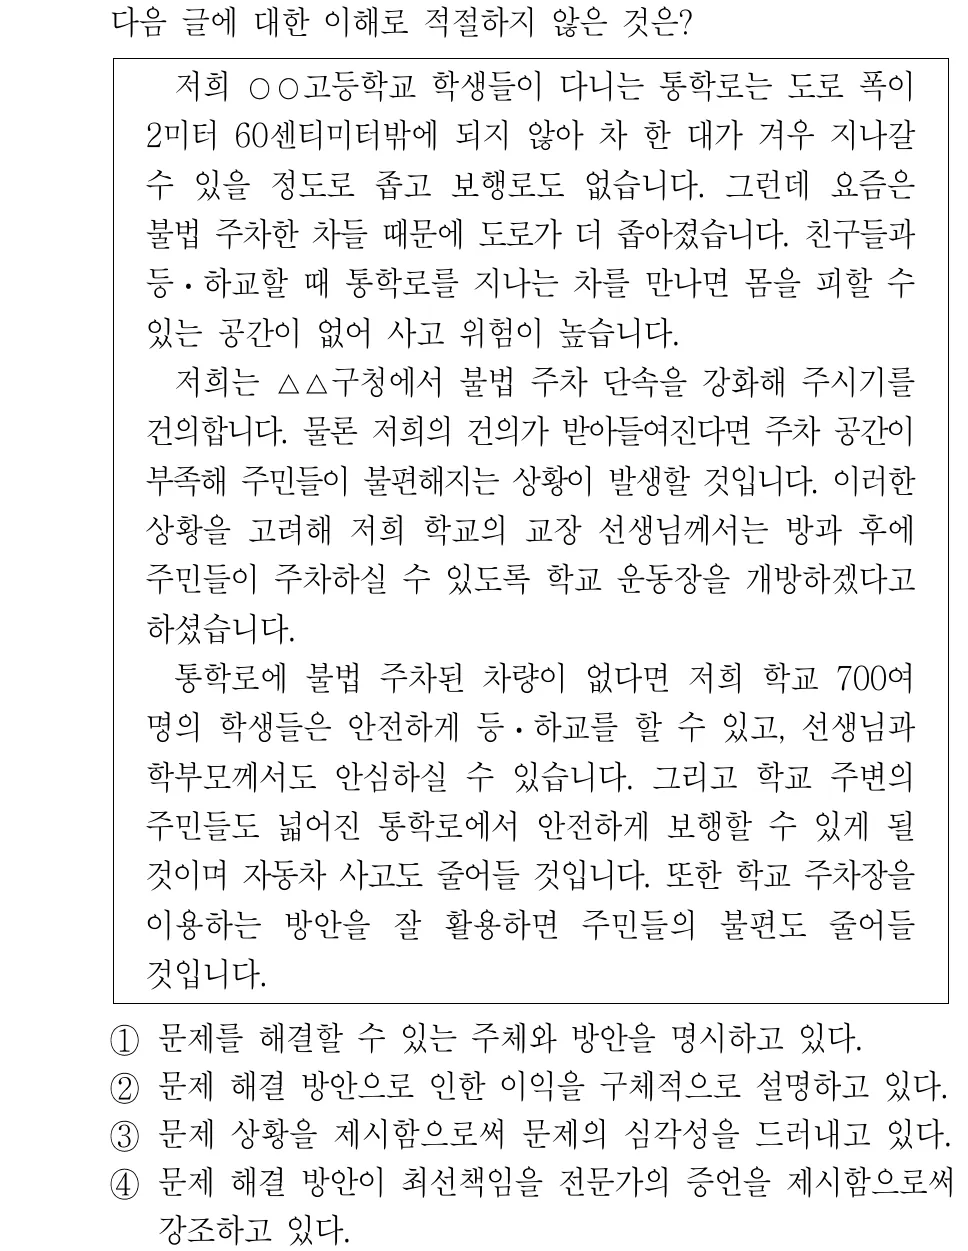 다음 글에 대한 이해로 적절하지 않은 것은?
저희 ○○고등학교 학생들이 다니는 통학로는 도로 폭이
2미터 60센티미터밖에 되지 않아 차 한 대가 겨우 지나갈
수 있을 정도로 좁고 보행로도 없습니다. 그런데 요즘은
불법 주차한 차들 때문에 도로가 더 좁아졌습니다. 친구들과
등·하교할 때 통학로를 지나는 차를 만나면 몸을 피할 수
있는 공간이 없어 사고 위험이 높습니다.
저희는 △△구청에서 불법 주차 단속을 강화해 주시기를
건의합니다. 물론 저희의 건의가 받아들여진다면 주차 공간이
부족해 주민들이 불편해지는 상황이 발생할 것입니다. 이러한
상황을 고려해 저희 학교의 교장 선생님께서는 방과 후에
주민들이 주차하실 수 있도록 학교 운동장을 개방하겠다고
하셨습니다.
통학로에 불법 주차된 차량이 없다면 저희 학교 700여
명의 학생들은 안전하게 등·하교를 할 수 있고, 선생님과
학부모께서도 안심하실 수 있습니다. 그리고 학교 주변의
주민들도 넓어진 통학로에서 안전하게 보행할 수 있게 될
것이며 자동차 사고도 줄어들 것입니다. 또한 학교 주차장을
이용하는 방안을 잘 활용하면 주민들의 불편도 줄어들
것입니다.
① 문제를 해결할 수 있는 주체와 방안을 명시하고 있다.
② 문제 해결 방안으로 인한 이익을 구체적으로 설명하고 있다.
③ 문제 상황을 제시함으로써 문제의 심각성을 드러내고 있다.
④ 문제 해결 방안이 최선책임을 전문가의 증언을 제시함으로써
강조하고 있다.